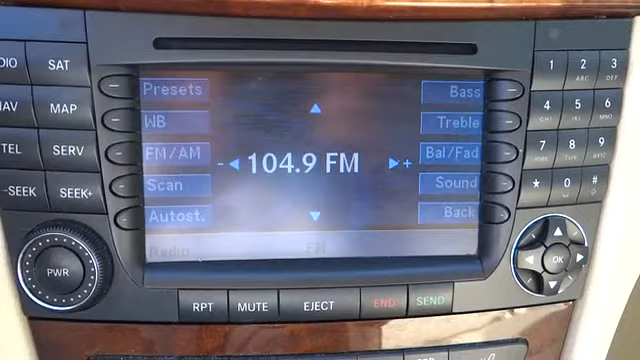 DIO SAT
NAV MAP
TEL SERV
-SEEK SEEK+
PWR
Presets
WB
FM/AM
Scan
Autost.
Radio
- 104.9 FM +
FM
Bass
Treble
Bal/Fad
Sound
Back
1 2 ABC 3 DEF
4 GHI 5 JKL 6 MNO
7 PQRS 8 TUV 9 WXYZ
* 0 #
OK
RPT MUTE EJECT END SEND